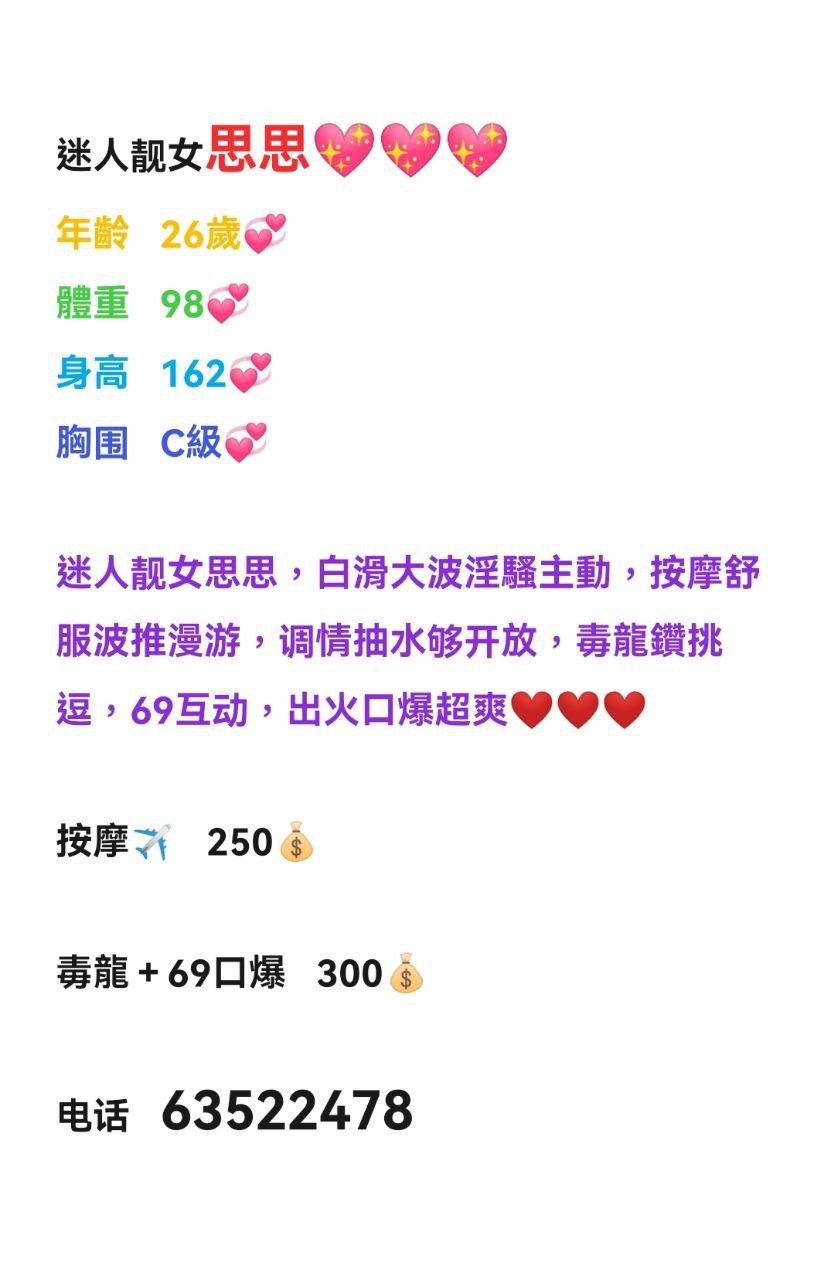 迷人靓女思思💖💖💖
年齡 26歲💞
體重 98💞
身高 162💞
胸围 C級💞
迷人靓女思思，白滑大波淫騷主動，按摩舒
服波推漫游，调情抽水够开放，毒龍鑽挑
逗，69互动，出火口爆超爽❤️❤️❤️
按摩✈️ 250💰
毒龍+69口爆 300💰
电话 63522478